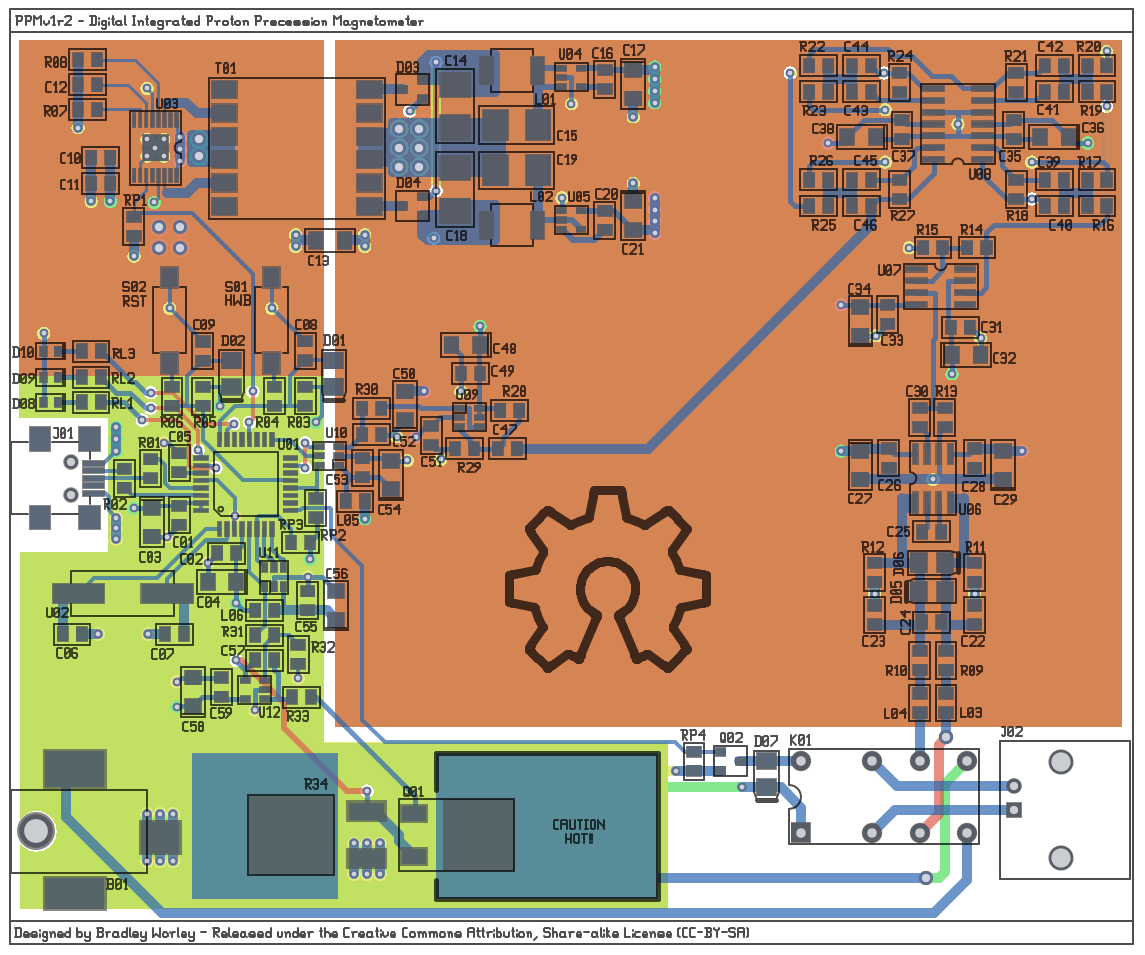 PPMv1r2 - Digital Integrated Proton Precession Magnetometer
R08
C12
R07
U03
T01
D03
C14
L01
U04
C16
C17
C15
C19
C10
C11
RP1
D04
C18
L02
U05
C20
C21
C13
R22
C44
R24
R21
C42
R20
R23
C43
C41
R19
C38
C37
C35
C36
U08
R26
C45
C39
R17
R25
C46
R27
R18
C40
R16
R15
R14
U07
C34
C33
C31
C32
S02
RST
S01
HWB
C09
D02
C08
D01
D10
RL3
D09
RL2
D08
RL1
R06
R05
R04
R03
C48
C49
C50
R30
U09
R28
C47
C52
C51
R29
U10
C53
C54
L05
J01
R01
C05
U01
R02
C03
C01
RP3
RP2
C02
U11
C56
C04
U02
L06
C55
C06
C07
R31
C57
R32
C58
C59
U12
R33
C30
R13
C27
C26
C28
C29
U06
C25
R12
D06
R11
D05
C23
C24
C22
R10
R09
L04
L03
RP4
Q02
D07
K01
J02
R34
Q01
CAUTION
HOT!!
B01
Designed by Bradley Worley - Released under the Creative Commons Attribution, Share-alike License (CC-BY-SA)